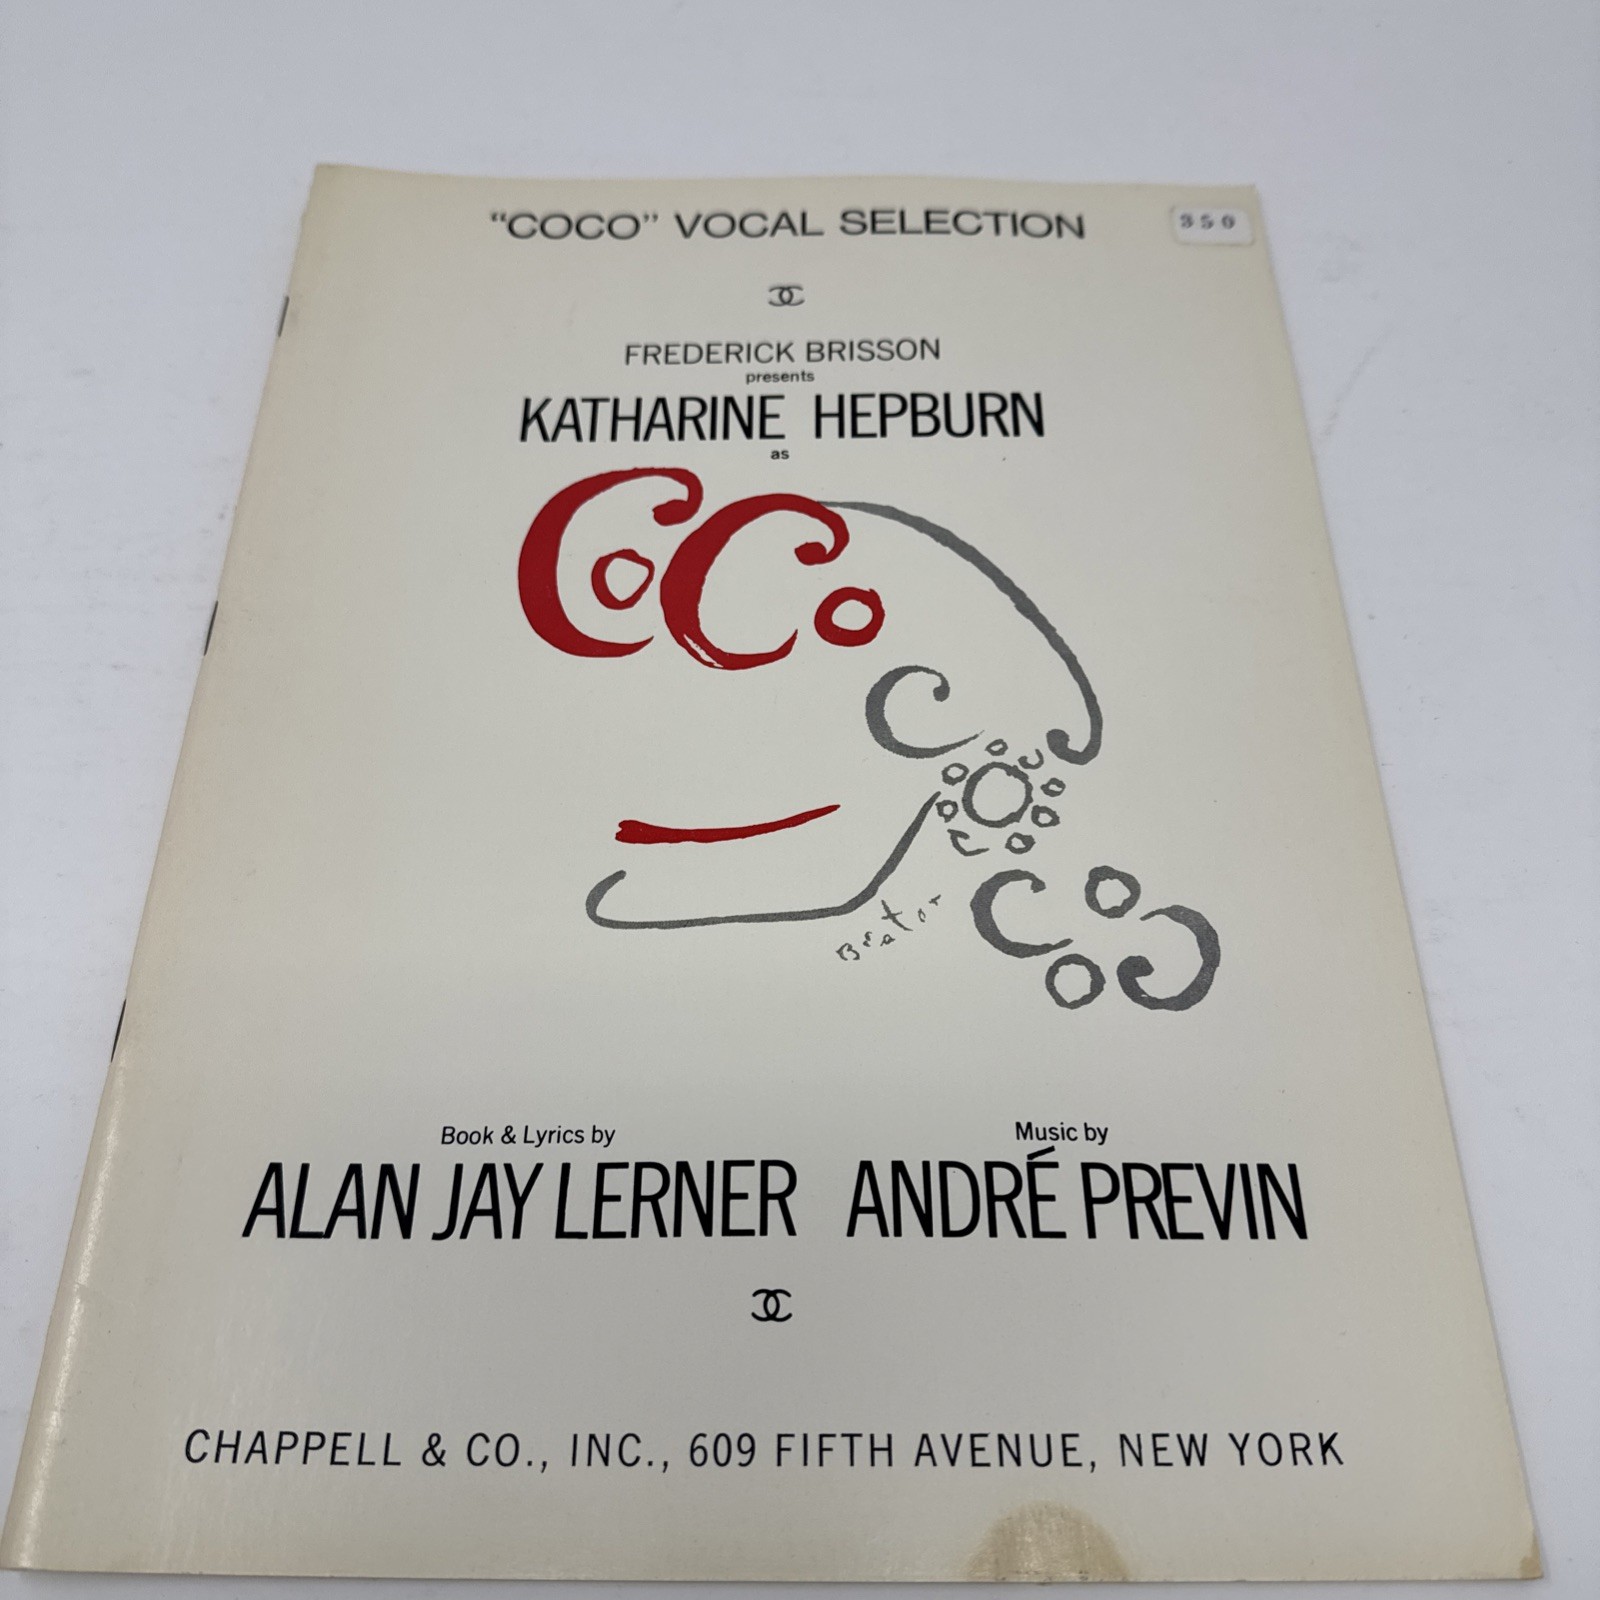 "COCO" VOCAL SELECTION
350
FREDERICK BRISSON
presents
KATHARINE HEPBURN
as
CoCo
Beaton
Book & Lyrics by
ALAN JAY LERNER
Music by
ANDRÉ PREVIN
CHAPPELL & CO., INC., 609 FIFTH AVENUE, NEW YORK